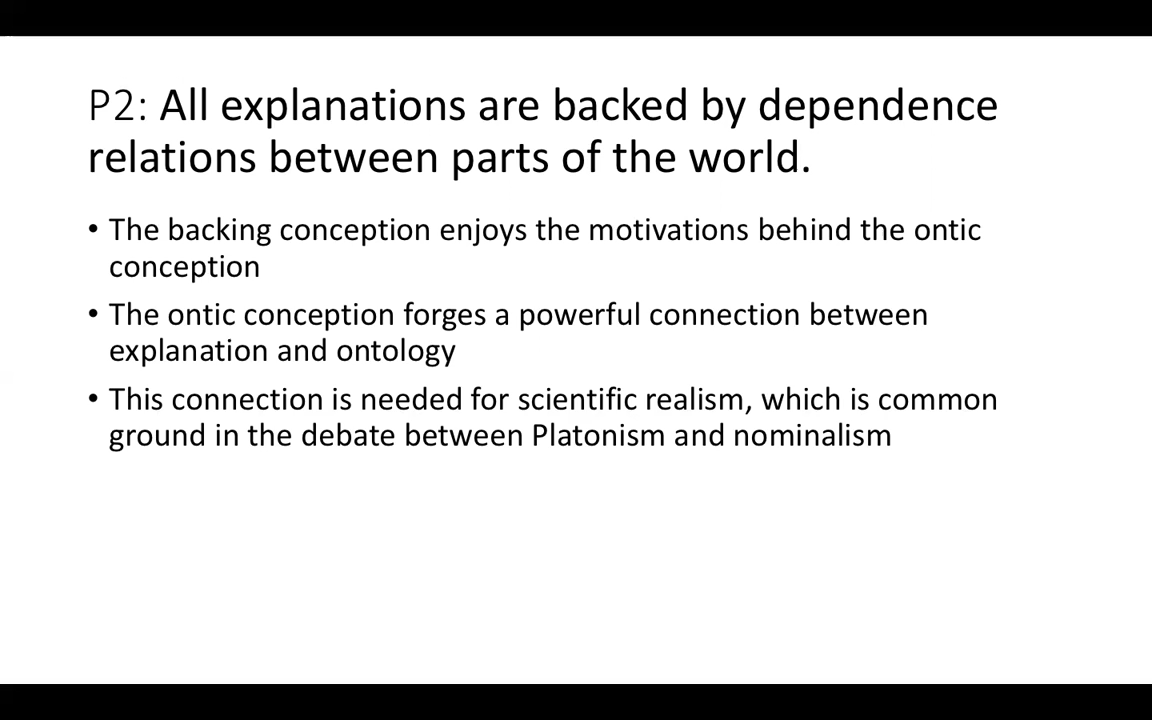 P2: All explanations are backed by dependence
relations between parts of the world.
• The backing conception enjoys the motivations behind the ontic
conception
• The ontic conception forges a powerful connection between
explanation and ontology
• This connection is needed for scientific realism, which is common
ground in the debate between Platonism and nominalism